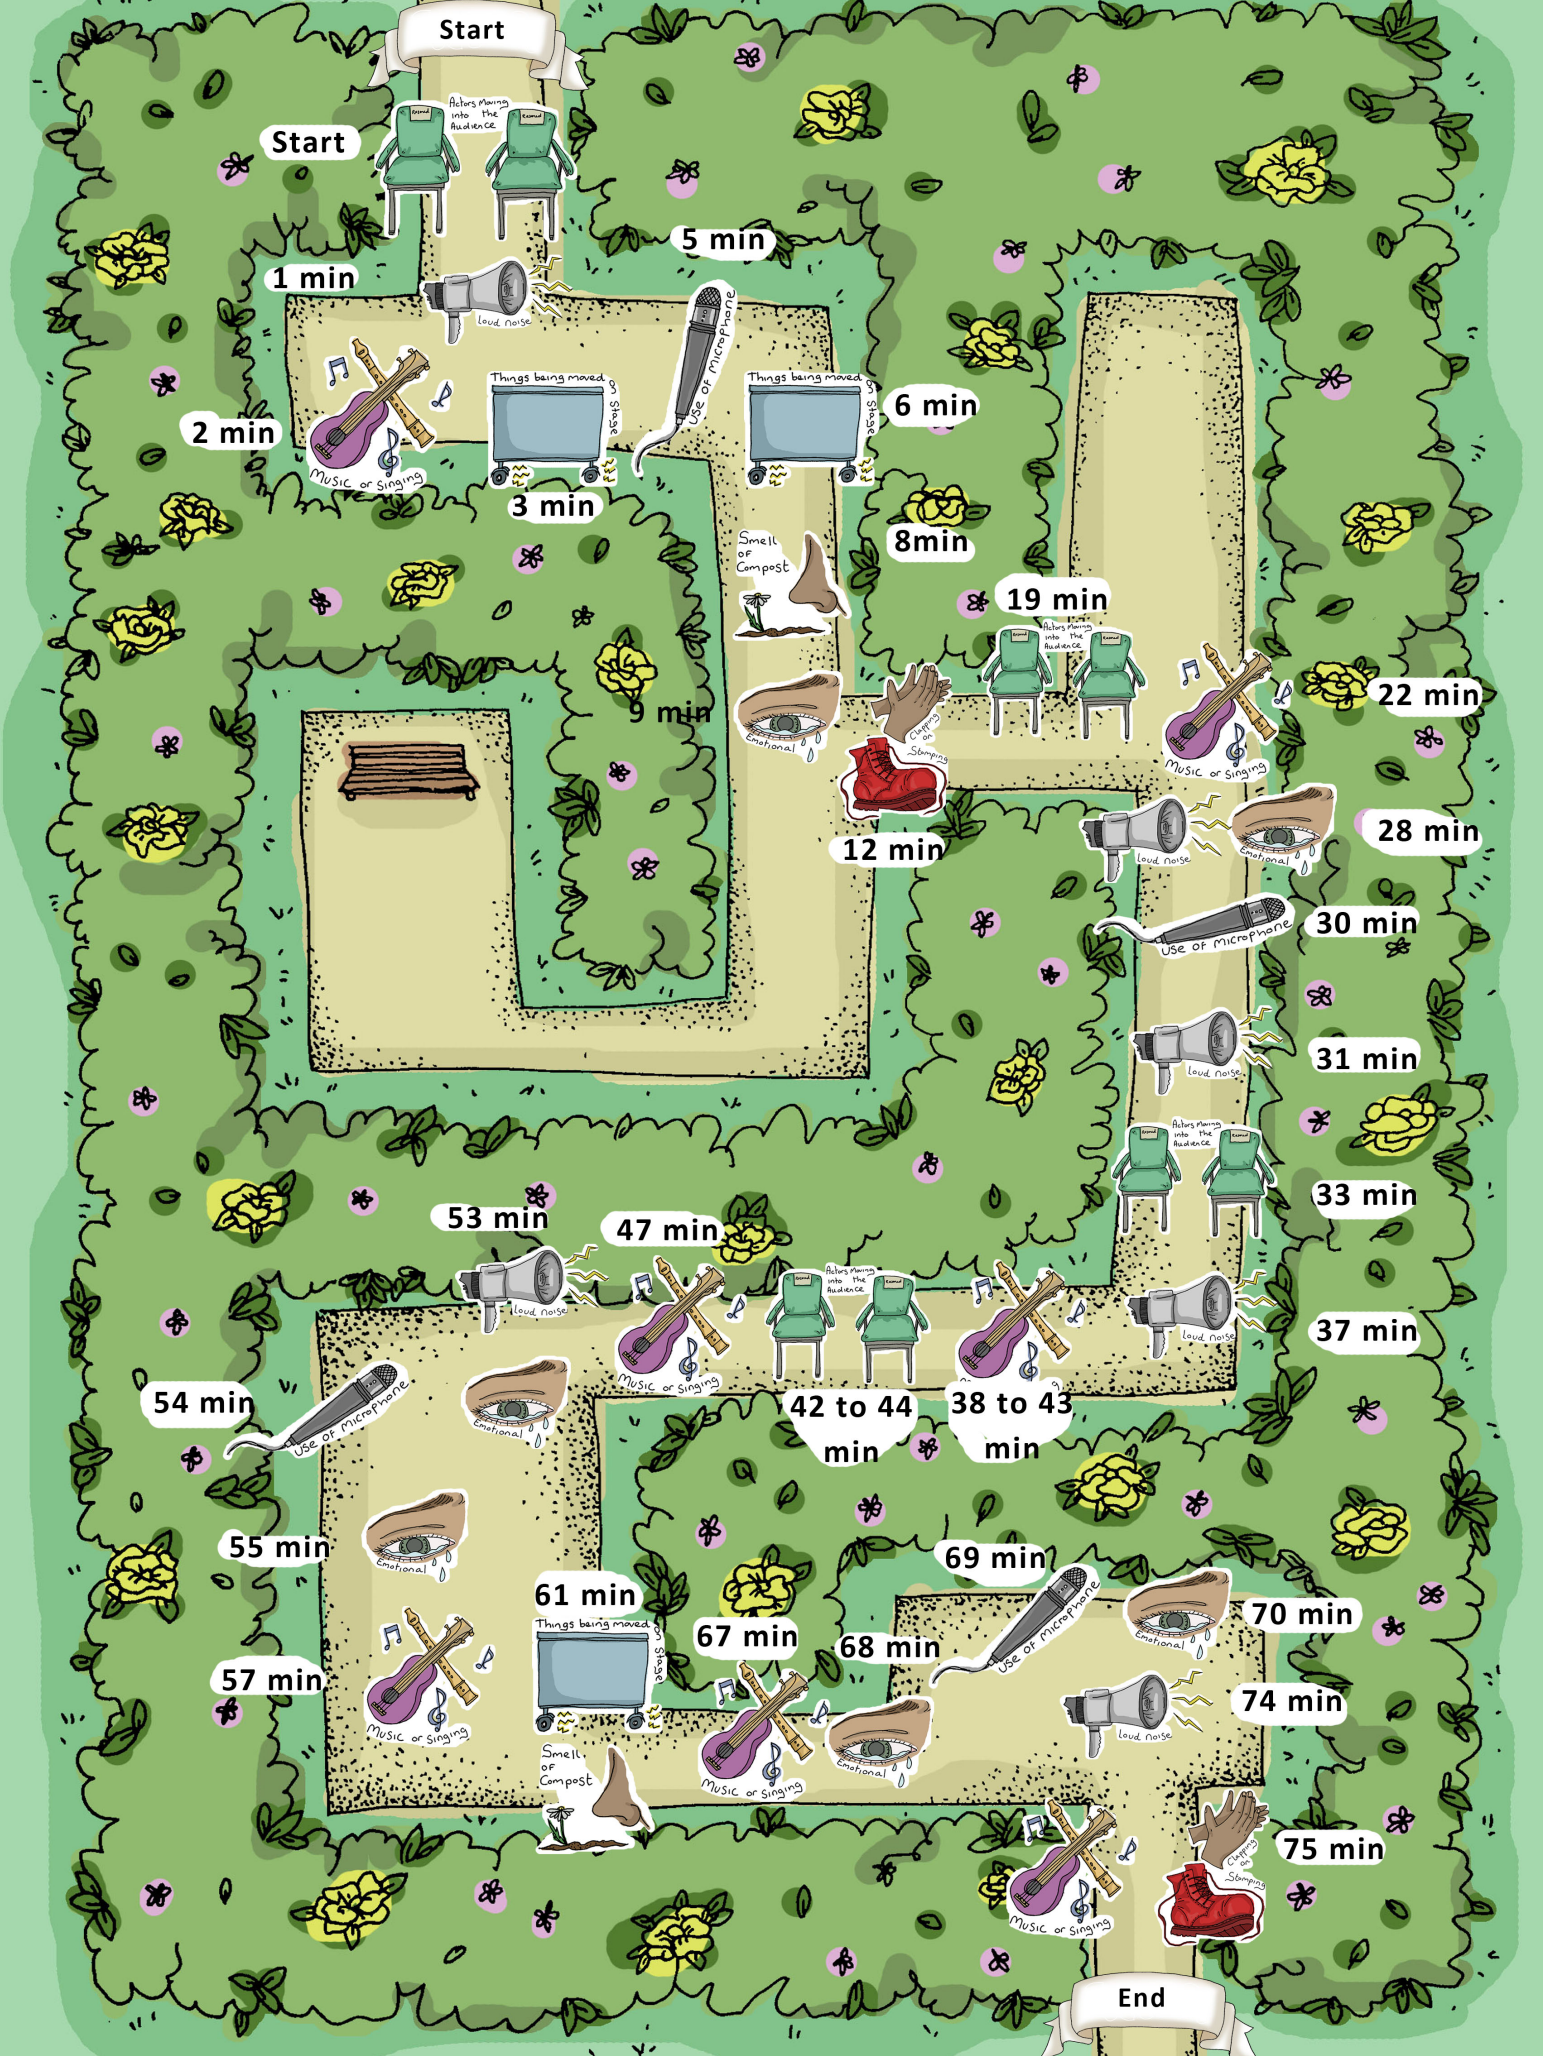 Start
Start
Reserved
Actors Moving
into the
Audience
Reserved
1 min
loud noise
5 min
Use of Microphone
2 min
Music or Singing
Things being moved on Stage
3 min
Things being moved on Stage
6 min
Smell
of
Compost
8min
9 min
Emotional
Clapping
or
Stamping
12 min
19 min
Actors Moving
into the
Audience
22 min
Music or Singing
28 min
loud noise
Emotional
30 min
Use of Microphone
31 min
loud noise
Actors Moving
into the
Audience
33 min
37 min
loud noise
38 to 43
min
Actors Moving
into the
Audience
42 to 44
min
47 min
Music or Singing
53 min
loud noise
Emotional
54 min
Use of Microphone
55 min
Emotional
57 min
Music or Singing
61 min
Things being moved on Stage
Smell
of
Compost
67 min
Music or Singing
68 min
Emotional
69 min
Use of Microphone
70 min
Emotional
74 min
loud noise
75 min
Music or Singing
Clapping
or
Stamping
End